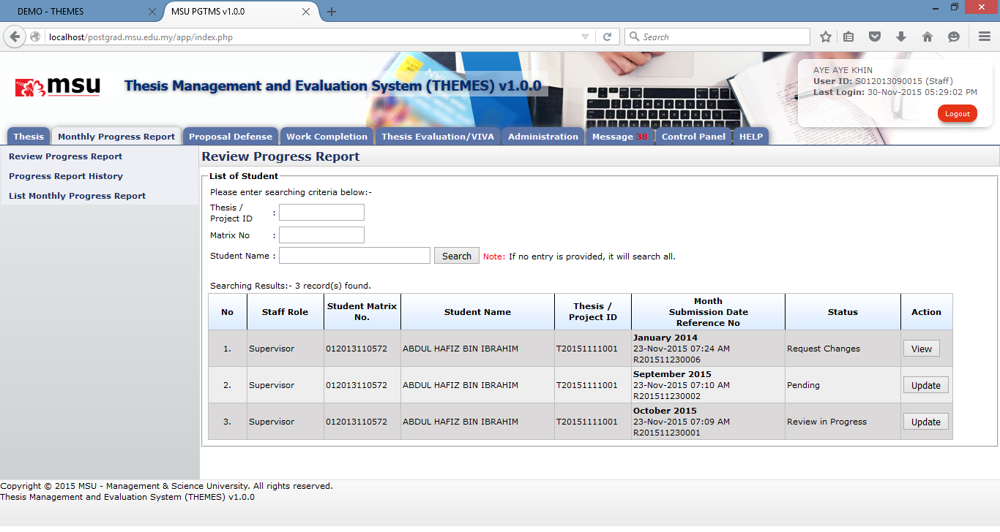 DEMO - THEMES
MSU PGTMS v1.0.0
localhost/postgrad.msu.edu.my/app/index.php
Search
msu
Thesis Management and Evaluation System (THEMES) v1.0.0
AYE AYE KHIN
User ID: S012013090015 (Staff)
Last Login: 30-Nov-2015 05:29:02 PM
Logout
Thesis Monthly Progress Report Proposal Defense Work Completion Thesis Evaluation/VIVA Administration Message 38 Control Panel HELP
Review Progress Report
Progress Report History
List Monthly Progress Report
Review Progress Report
List of Student
Please enter searching criteria below:-
Thesis /
Project ID :
Matrix No :
Student Name : Search Note: If no entry is provided, it will search all.
Searching Results:- 3 record(s) found.
No Staff Role Student Matrix No. Student Name Thesis / Project ID Month Submission Date Reference No Status Action
1. Supervisor 012013110572 ABDUL HAFIZ BIN IBRAHIM T20151111001 January 2014 23-Nov-2015 07:24 AM R201511230006 Request Changes View
2. Supervisor 012013110572 ABDUL HAFIZ BIN IBRAHIM T20151111001 September 2015 23-Nov-2015 07:10 AM R201511230002 Pending Update
3. Supervisor 012013110572 ABDUL HAFIZ BIN IBRAHIM T20151111001 October 2015 23-Nov-2015 07:09 AM R201511230001 Review in Progress Update
Copyright © 2015 MSU - Management & Science University. All rights reserved.
Thesis Management and Evaluation System (THEMES) v1.0.0